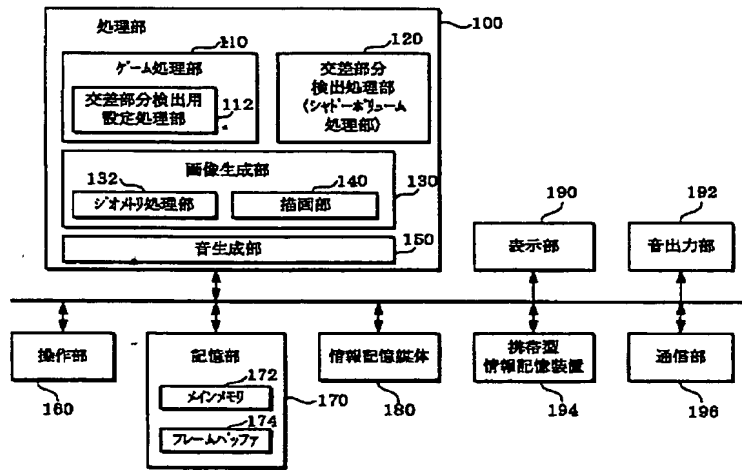 処理部
100
110
ゲーム処理部
交差部分検出用
設定処理部
112
120
交差部分
検出処理部
(シャドーボリューム
処理部)
画像生成部
132
ジオメトリ処理部
140
描画部
130
音生成部
150
190
表示部
192
音出力部
操作部
160
記憶部
172
メインメモリ
174
フレームバッファ
170
情報記憶媒体
180
携帯型
情報記憶装置
194
通信部
196